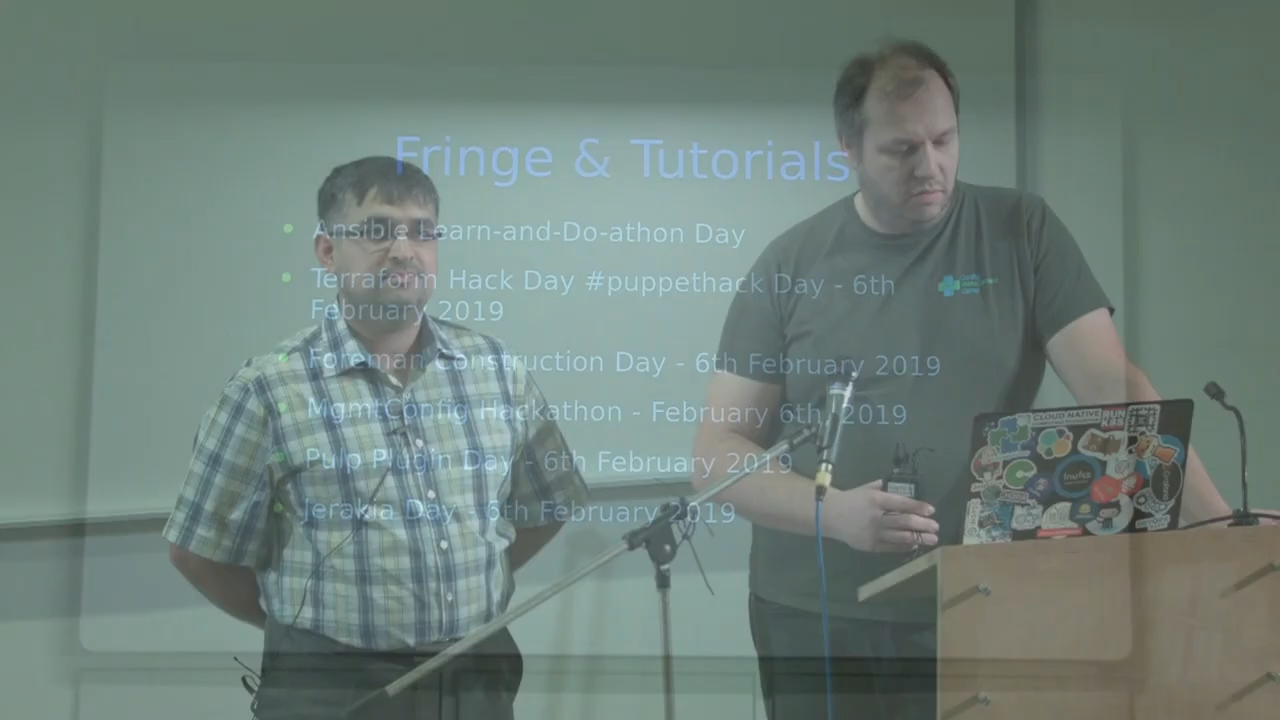 Fringe & Tutorials
Ansible Learn-and-Do-athon Day
Terraform Hack Day #puppethack Day - 6th
February 2019
Foreman Construction Day - 6th February 2019
MgmtConfig Hackathon - February 6th, 2019
Pulp Plugin Day - 6th February 2019
Jerakia Day - 6th February 2019
CLOUD NATIVE
RUN
K8S